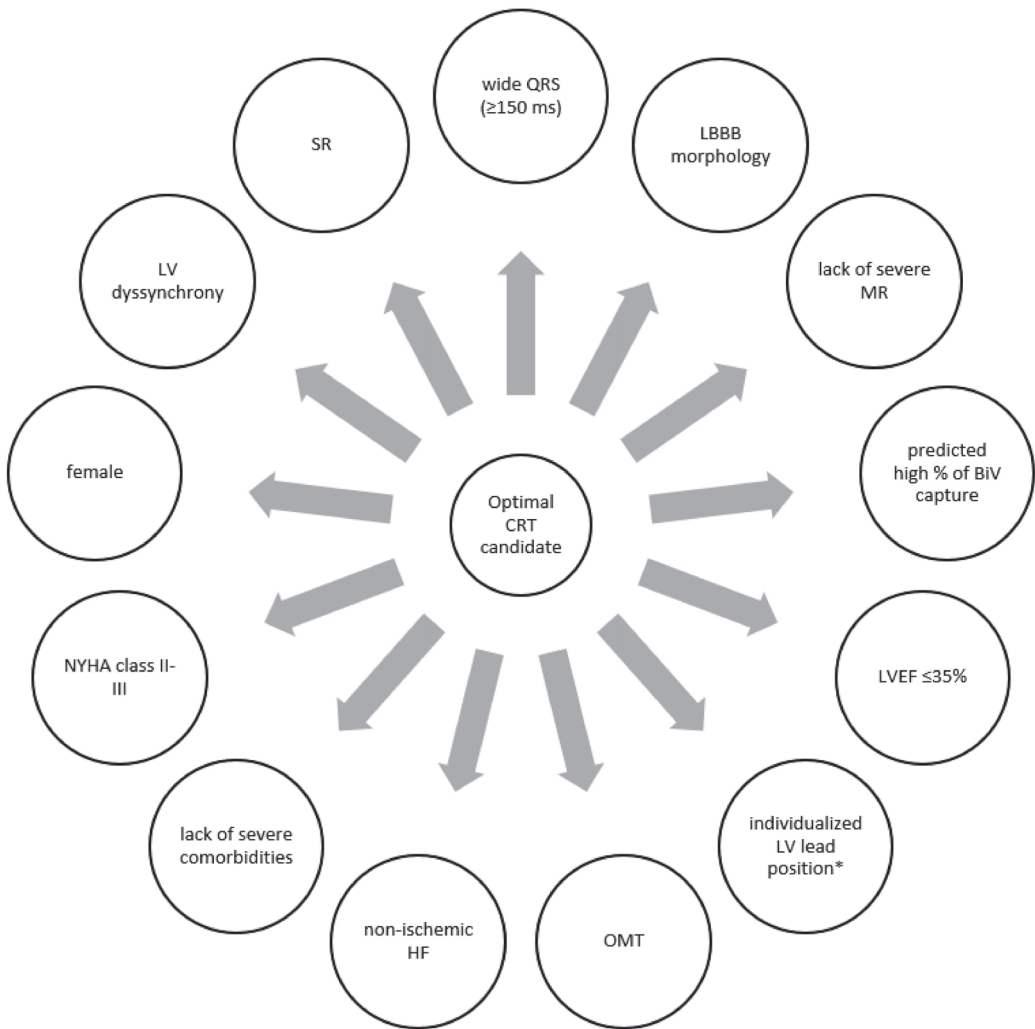 wide QRS
(≥150 ms)
LBBB
morphology
lack of severe
MR
predicted
high % of BiV
capture
LVEF ≤35%
individualized
LV lead
position*
OMT
non-ischemic
HF
lack of severe
comorbidities
NYHA class II-
III
female
LV
dyssynchrony
SR
Optimal
CRT
candidate